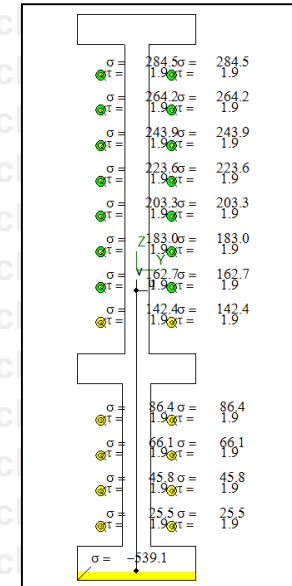 σ = 284.5 σ = 284.5
τ = 1.9 τ = 1.9
σ = 264.2 σ = 264.2
τ = 1.9 τ = 1.9
σ = 243.9 σ = 243.9
τ = 1.9 τ = 1.9
σ = 223.6 σ = 223.6
τ = 1.9 τ = 1.9
σ = 203.3 σ = 203.3
τ = 1.9 τ = 1.9
Z
σ = 183.0 σ = 183.0
τ = 1.9 τ = 1.9
Y
σ = 162.7 σ = 162.7
τ = 1.9 τ = 1.9
σ = 142.4 σ = 142.4
τ = 1.9 τ = 1.9
σ = 86.4 σ = 86.4
τ = 1.9 τ = 1.9
σ = 66.1 σ = 66.1
τ = 1.9 τ = 1.9
σ = 45.8 σ = 45.8
τ = 1.9 τ = 1.9
σ = 25.5 σ = 25.5
τ = 1.9 τ = 1.9
σ = -539.1